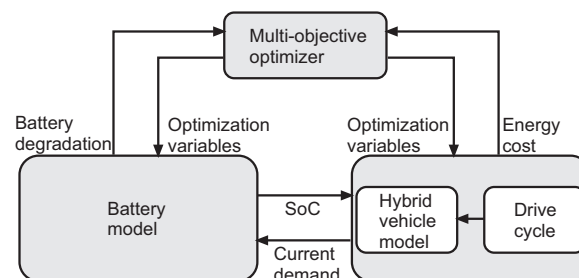 Multi-objective
optimizer
Battery
degradation
Optimization
variables
Optimization
variables
Energy
cost
Battery
model
SoC
Current
demand
Hybrid
vehicle
model
Drive
cycle